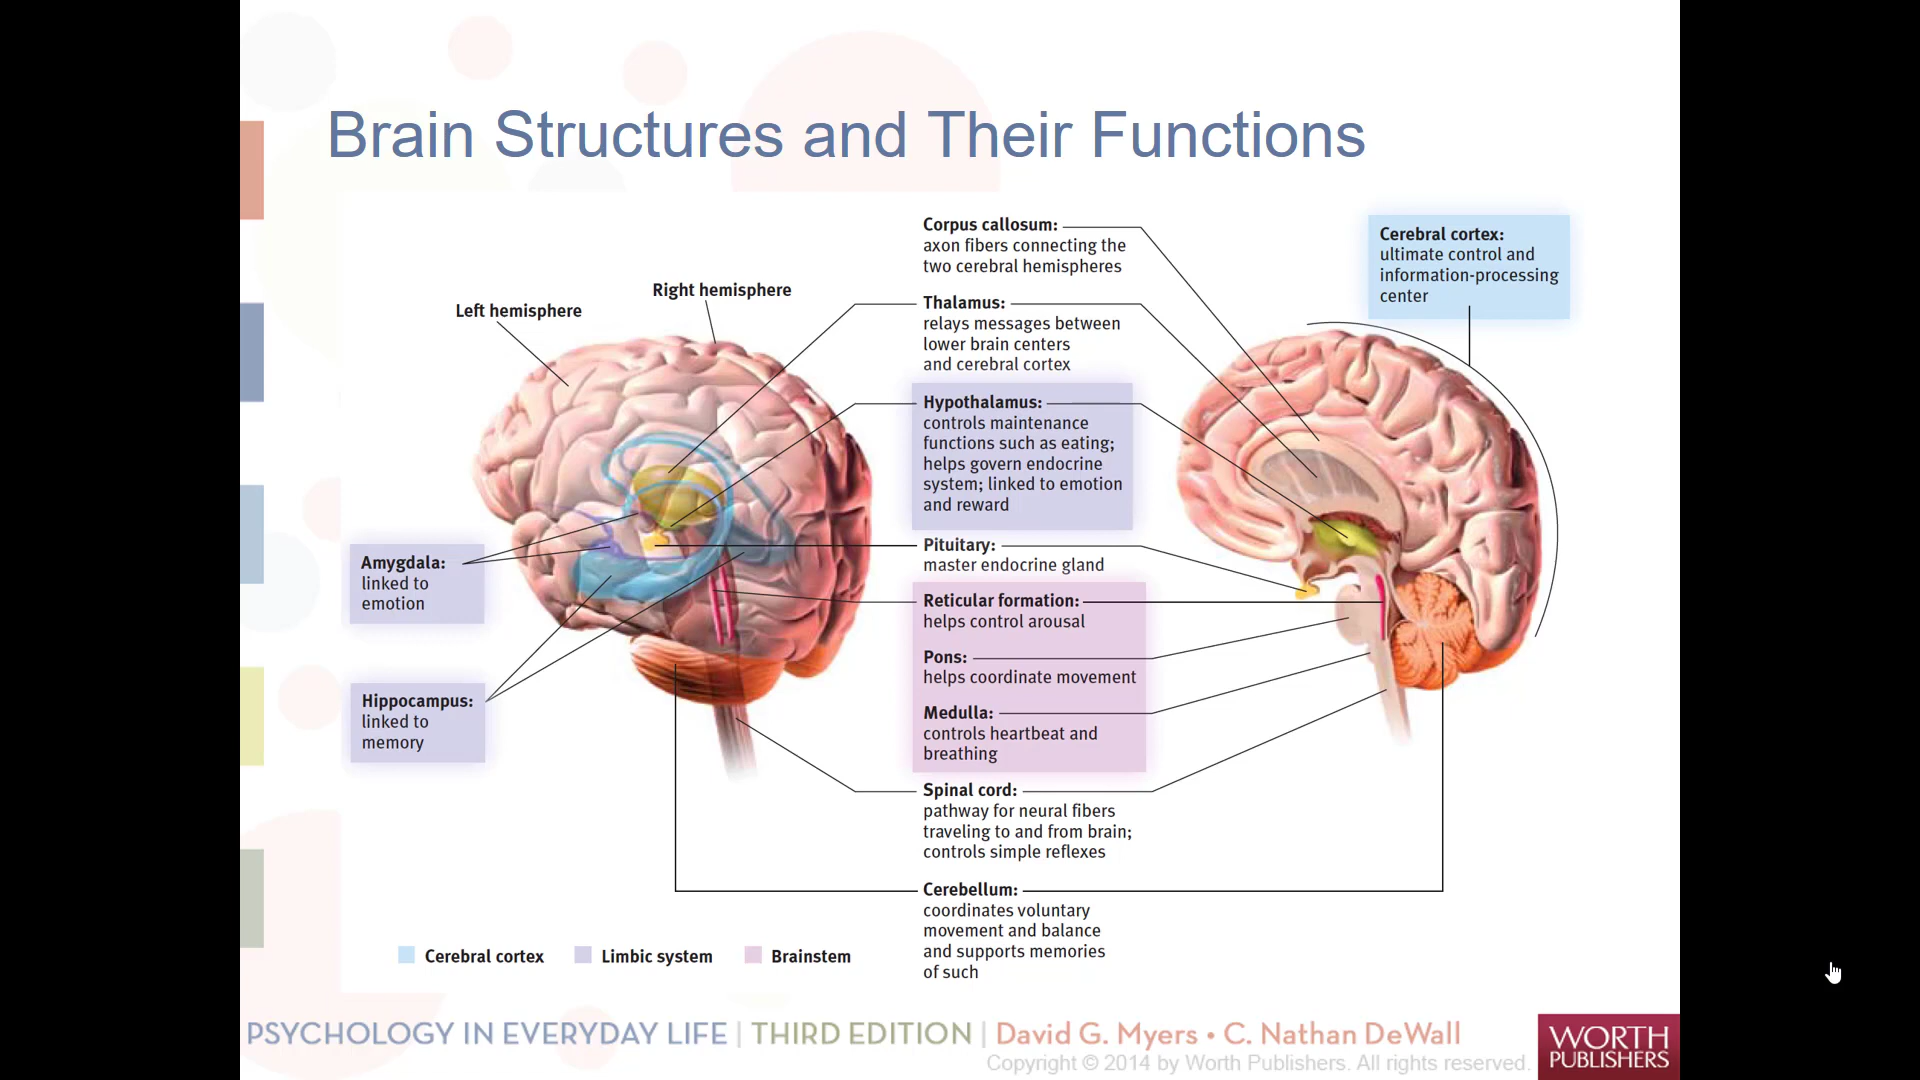 Brain Structures and Their Functions
Left hemisphere
Right hemisphere
Amygdala:
linked to
emotion
Hippocampus:
linked to
memory
Corpus callosum:
axon fibers connecting the
two cerebral hemispheres
Thalamus:
relays messages between
lower brain centers
and cerebral cortex
Hypothalamus:
controls maintenance
functions such as eating;
helps govern endocrine
system; linked to emotion
and reward
Pituitary:
master endocrine gland
Reticular formation:
helps control arousal
Pons:
helps coordinate movement
Medulla:
controls heartbeat and
breathing
Spinal cord:
pathway for neural fibers
traveling to and from brain;
controls simple reflexes
Cerebellum:
coordinates voluntary
movement and balance
and supports memories
of such
Cerebral cortex:
ultimate control and
information-processing
center
Cerebral cortex
Limbic system
Brainstem
PSYCHOLOGY IN EVERYDAY LIFE | THIRD EDITION | David G. Myers • C. Nathan DeWall
Copyright © 2014 by Worth Publishers. All rights reserved.
WORTH
PUBLISHERS